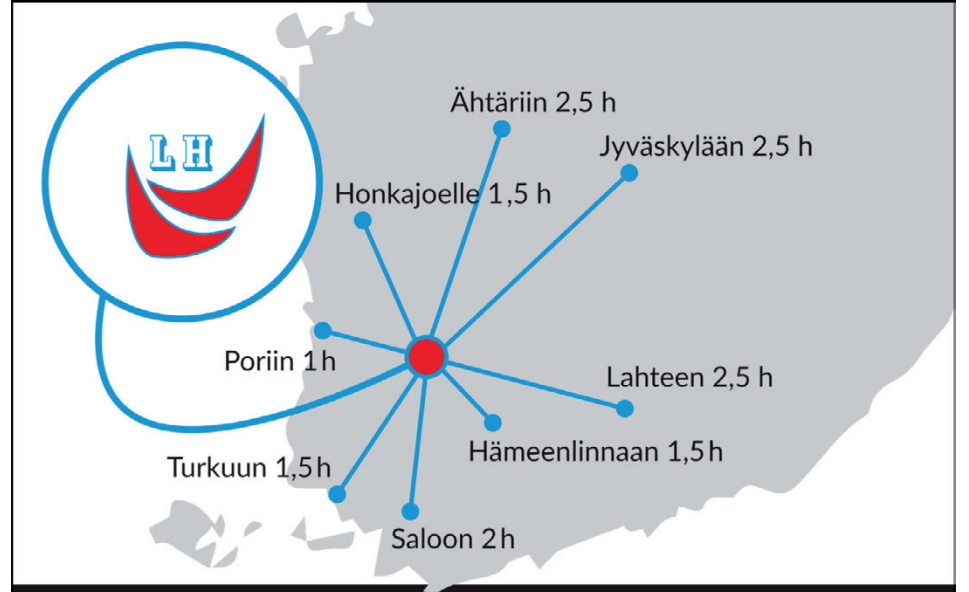 Ähtäriin 2,5 h
Jyväskylään 2,5 h
LH
Honkajoelle 1,5 h
Poriin 1 h
Lahteen 2,5 h
Hämeenlinnaan 1,5 h
Turkuun 1,5 h
Saloon 2 h